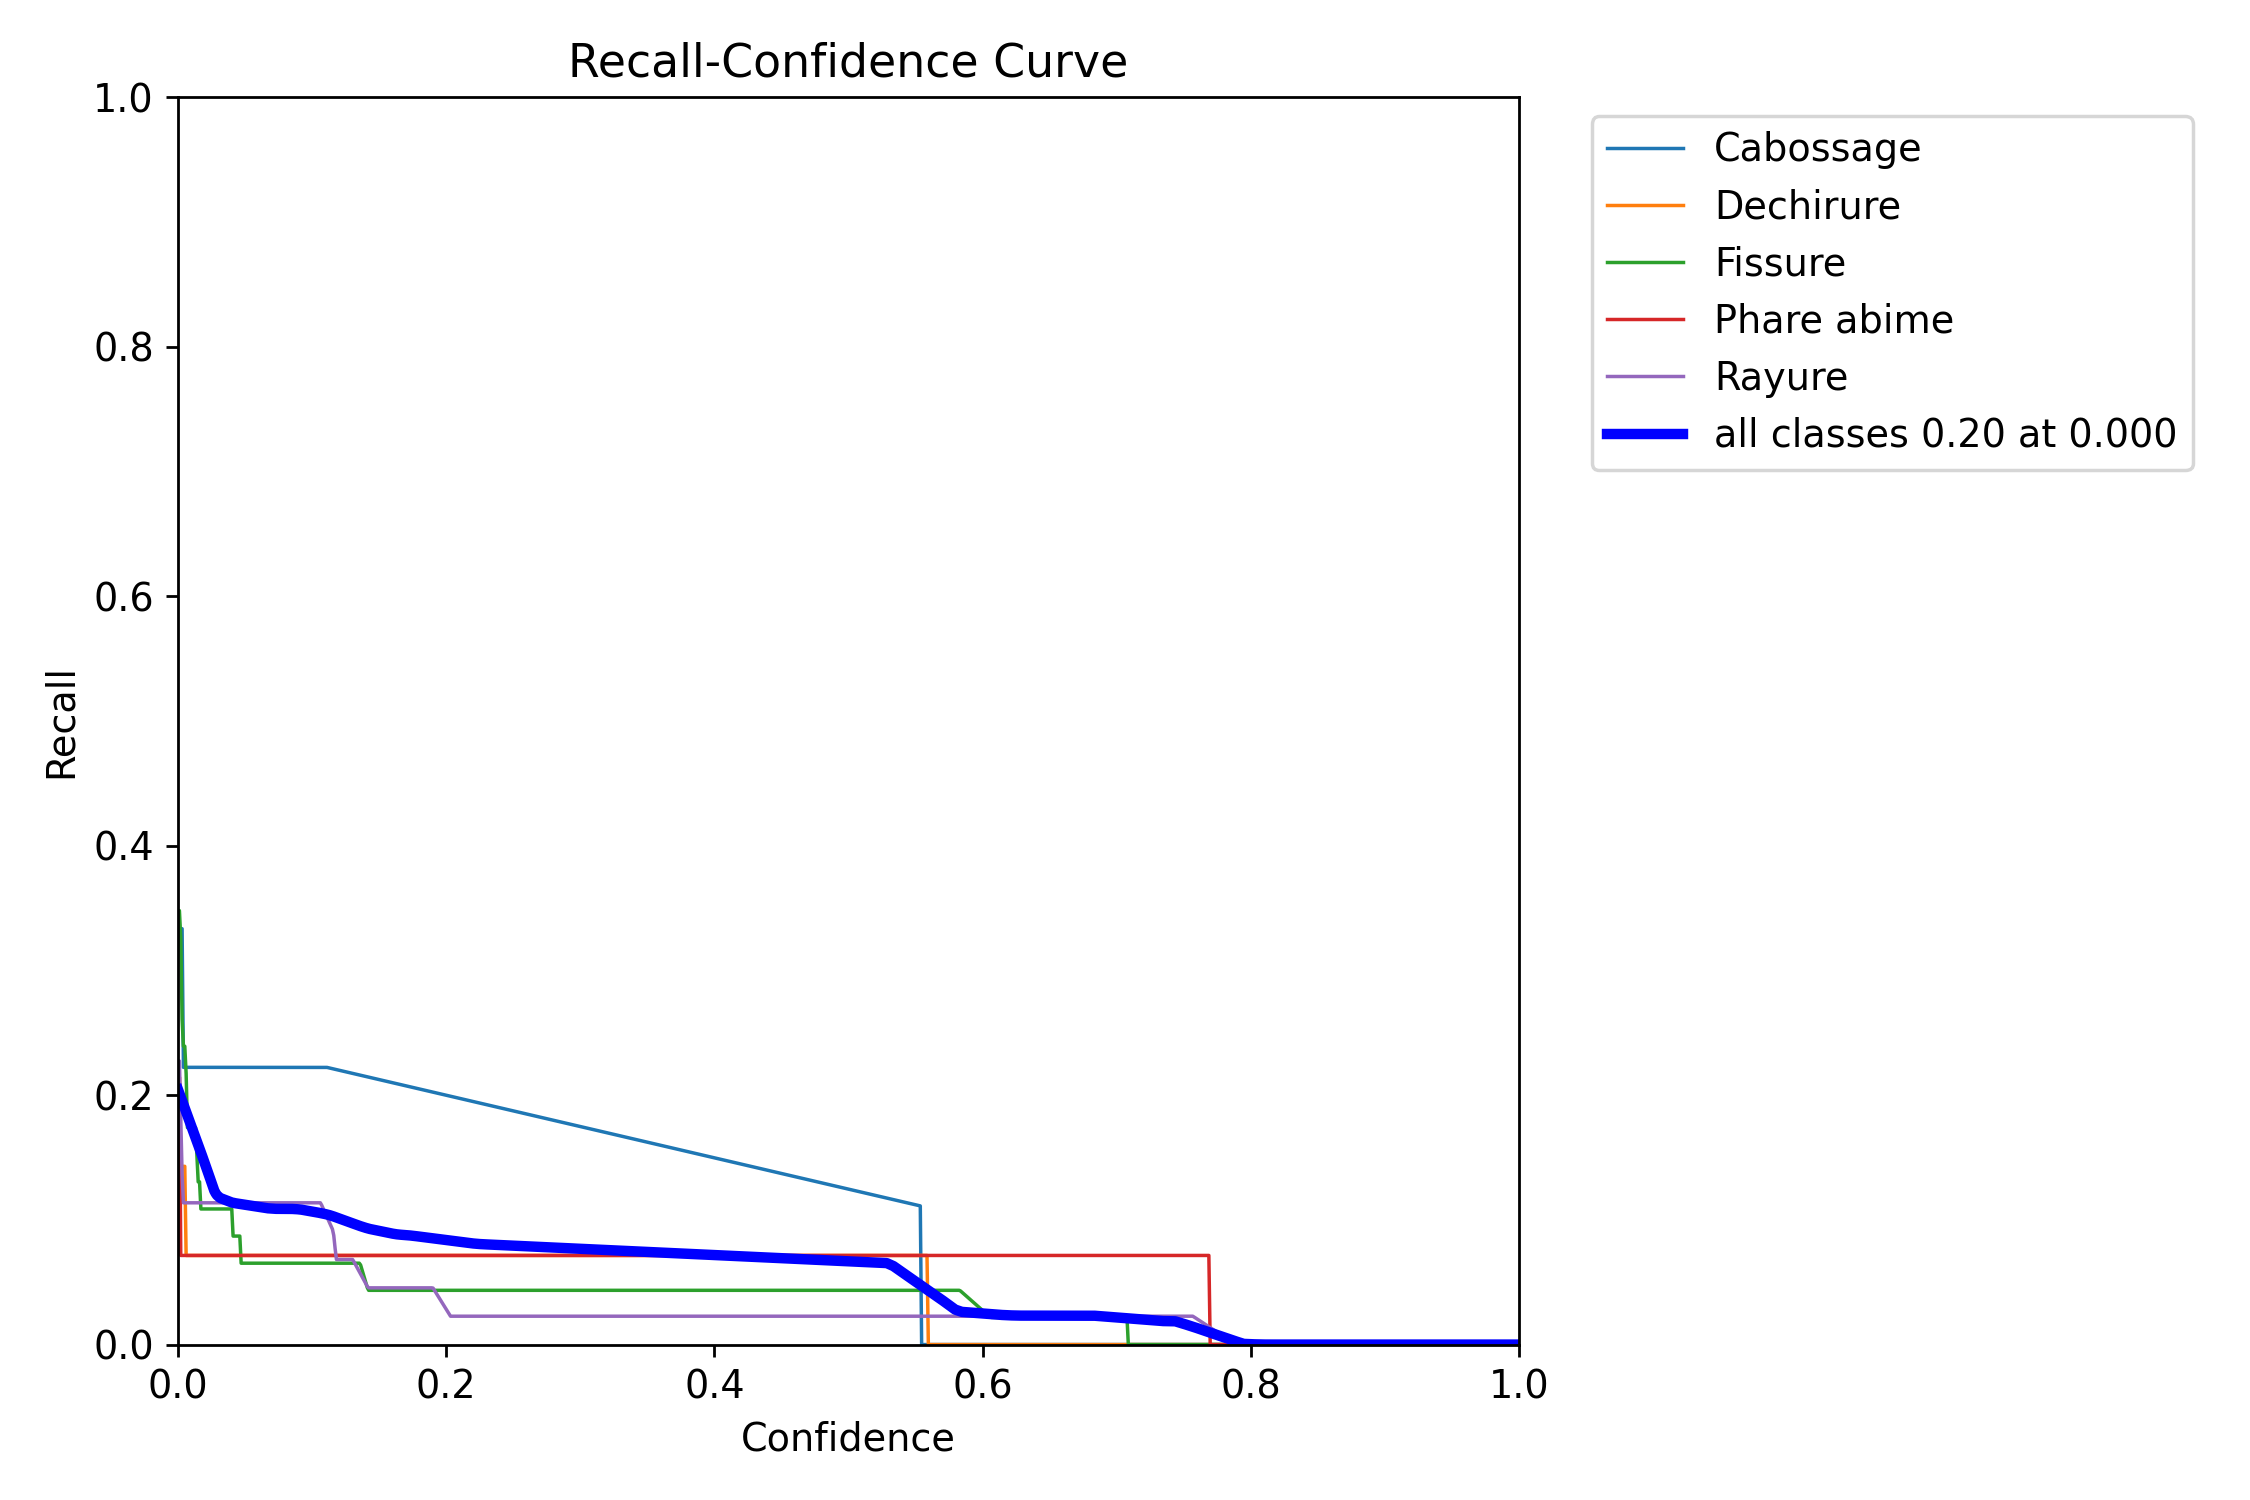 Recall-Confidence Curve
1.0
0.8
0.6
0.4
0.2
0.0
Recall
0.0 0.2 0.4 0.6 0.8 1.0
Confidence
Cabossage
Dechirure
Fissure
Phare abime
Rayure
all classes 0.20 at 0.000